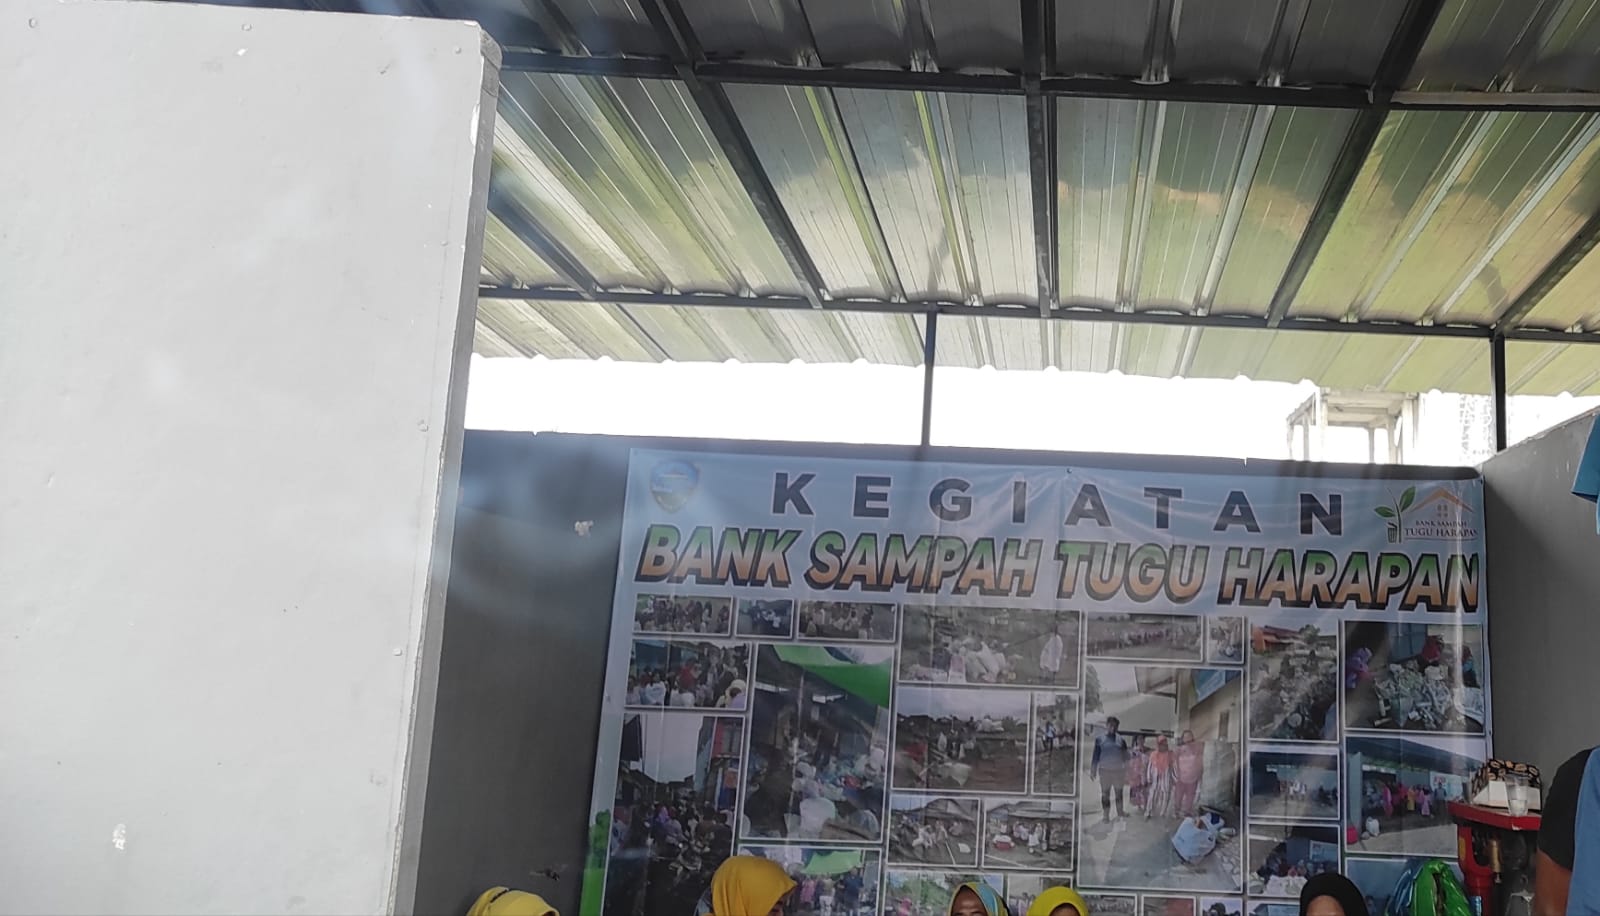 KEGIATAN
BANK SAMPAH TUGU HARAPAN
BANK SAMPAH
TUGU HARAPAN